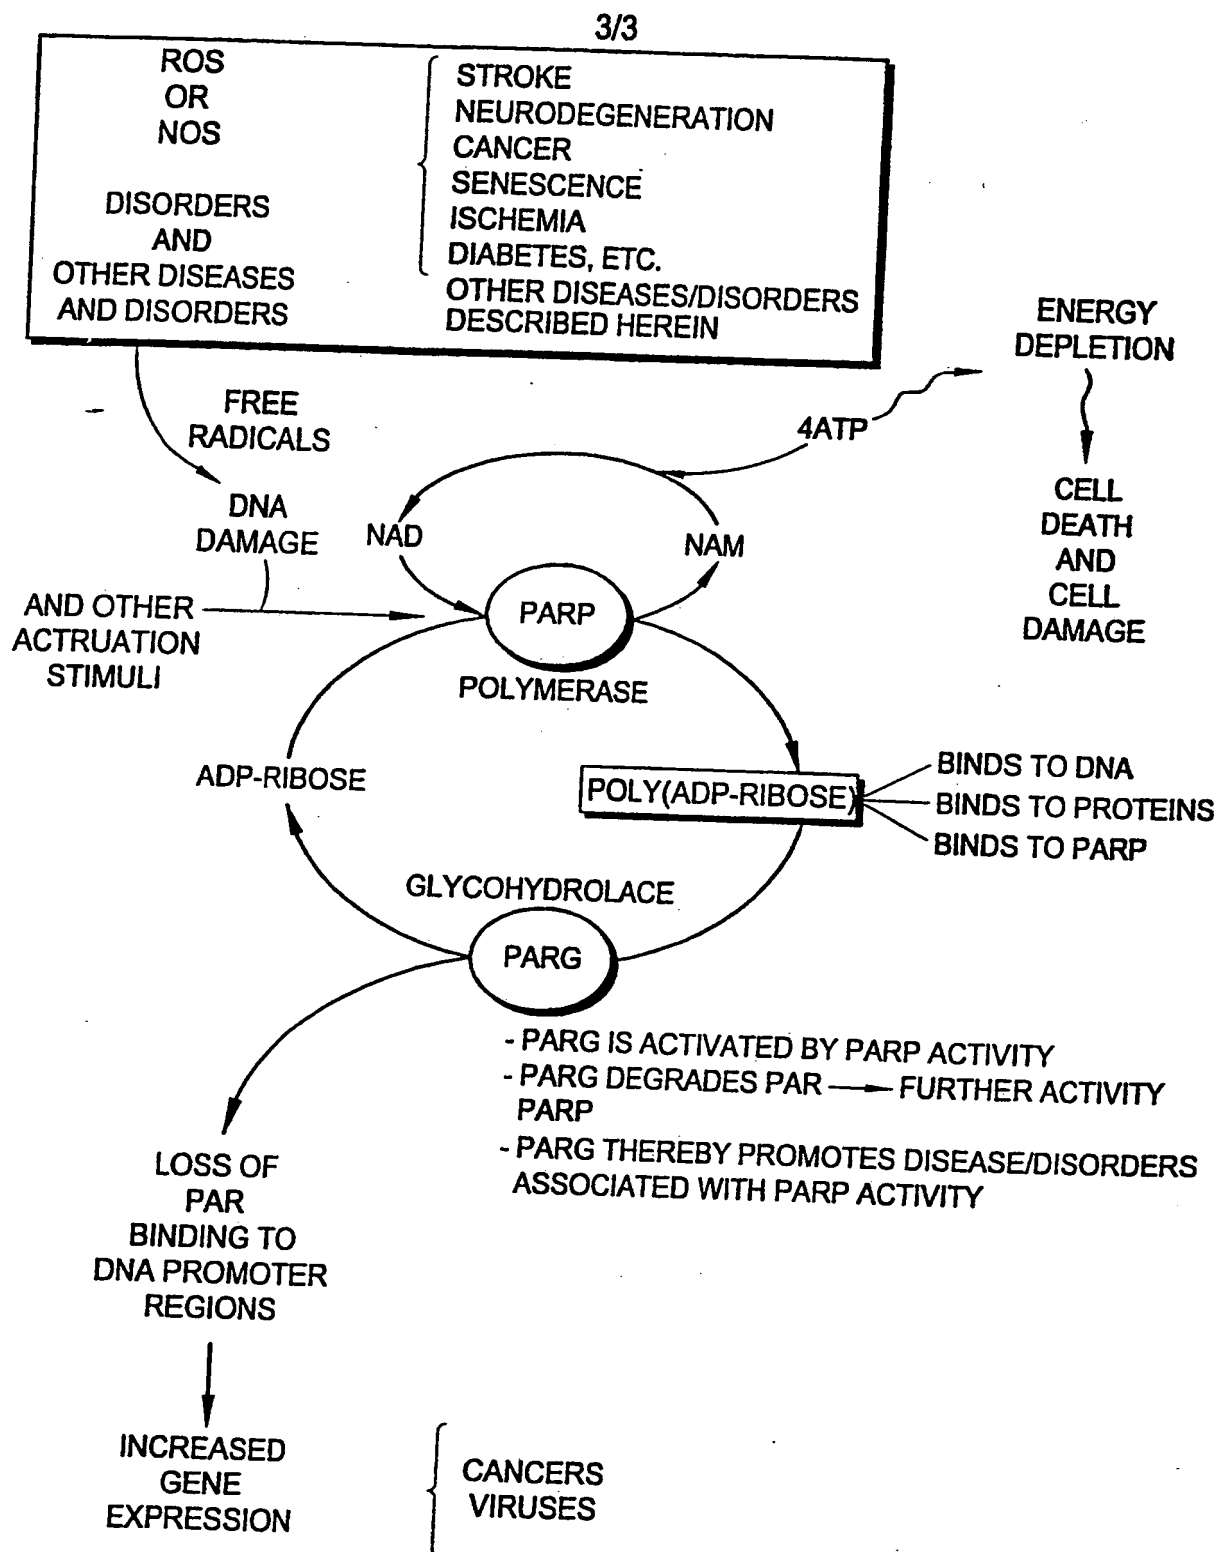 3/3
ROS
OR
NOS
DISORDERS
AND
OTHER DISEASES
AND DISORDERS
STROKE
NEURODEGENERATION
CANCER
SENESCENCE
ISCHEMIA
DIABETES, ETC.
OTHER DISEASES/DISORDERS
DESCRIBED HEREIN
ENERGY
DEPLETION
FREE
RADICALS
4ATP
DNA
DAMAGE
NAD
NAM
CELL
DEATH
AND
CELL
DAMAGE
AND OTHER
ACTRUATION
STIMULI
PARP
POLYMERASE
ADP-RIBOSE
POLY(ADP-RIBOSE)
BINDS TO DNA
BINDS TO PROTEINS
BINDS TO PARP
GLYCOHYDROLACE
PARG
- PARG IS ACTIVATED BY PARP ACTIVITY
- PARG DEGRADES PAR → FURTHER ACTIVITY
PARP
- PARG THEREBY PROMOTES DISEASE/DISORDERS
ASSOCIATED WITH PARP ACTIVITY
LOSS OF
PAR
BINDING TO
DNA PROMOTER
REGIONS
INCREASED
GENE
EXPRESSION
CANCERS
VIRUSES